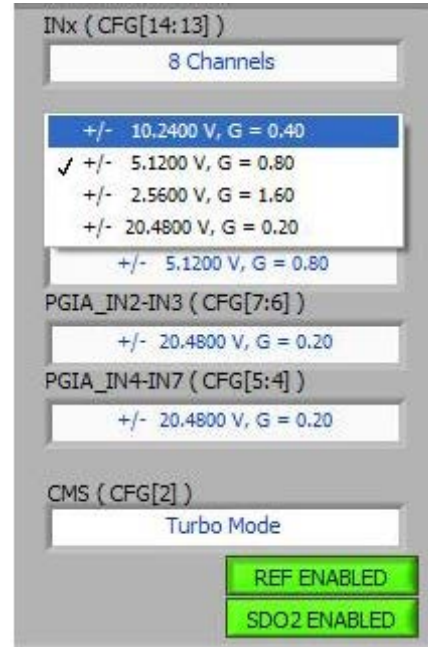 INx ( CFG[14:13] )
8 Channels
+/- 10.2400 V, G = 0.40
✓ +/- 5.1200 V, G = 0.80
+/- 2.5600 V, G = 1.60
+/- 20.4800 V, G = 0.20
+/- 5.1200 V, G = 0.80
PGIA_IN2-IN3 ( CFG[7:6] )
+/- 20.4800 V, G = 0.20
PGIA_IN4-IN7 ( CFG[5:4] )
+/- 20.4800 V, G = 0.20
CMS ( CFG[2] )
Turbo Mode
REF ENABLED
SDO2 ENABLED